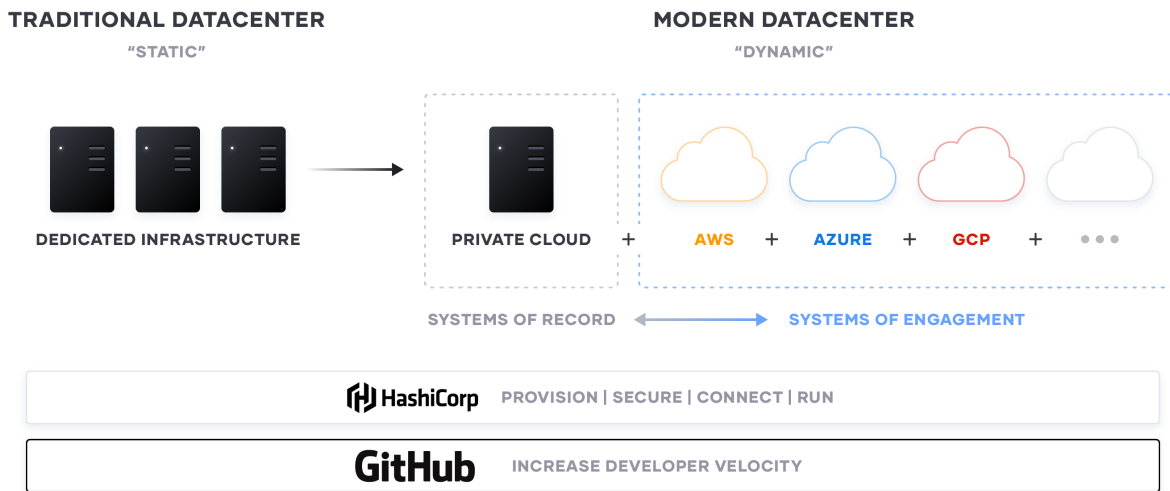 TRADITIONAL DATACENTER
“STATIC”
MODERN DATACENTER
“DYNAMIC”
DEDICATED INFRASTRUCTURE
PRIVATE CLOUD + AWS + AZURE + GCP + •••
SYSTEMS OF RECORD
SYSTEMS OF ENGAGEMENT
HashiCorp PROVISION | SECURE | CONNECT | RUN
GitHub INCREASE DEVELOPER VELOCITY